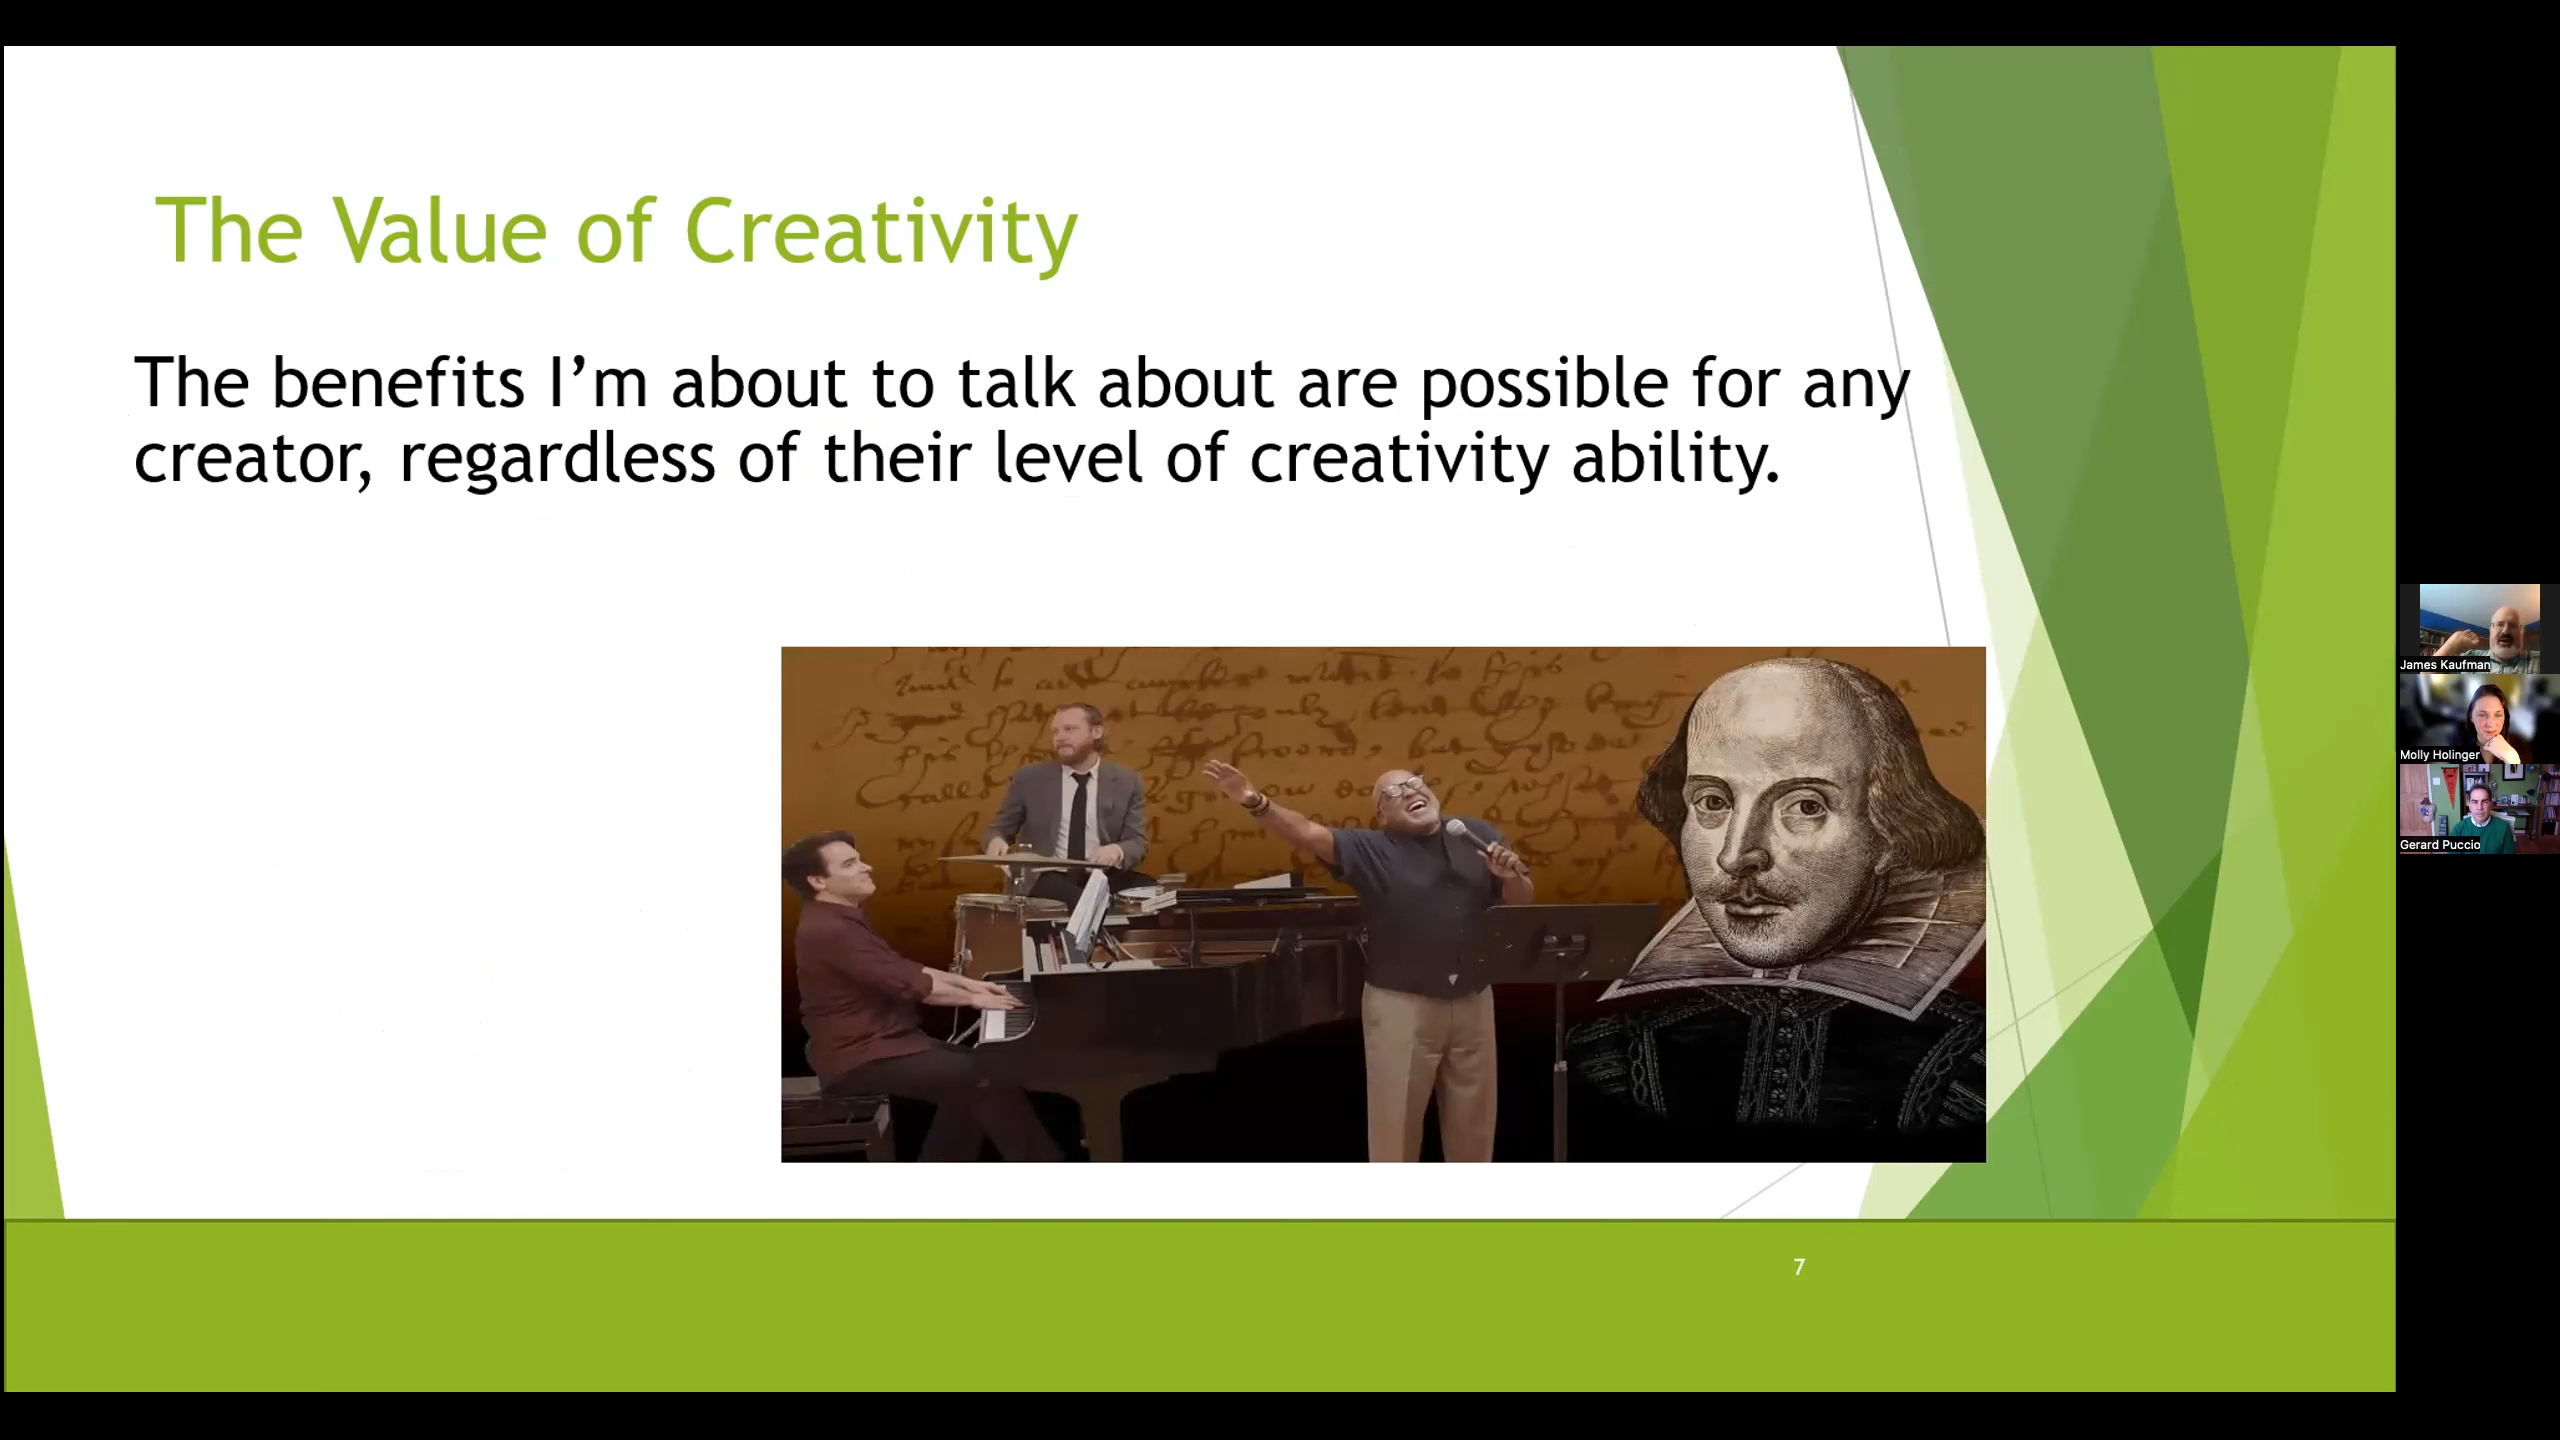 The Value of Creativity
The benefits I’m about to talk about are possible for any
creator, regardless of their level of creativity ability.
James Kaufman
Molly Holinger
Gerard Puccio
7